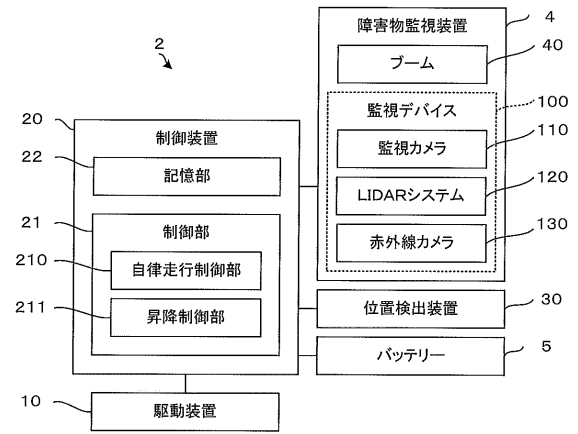 2
20
制御装置
22
記憶部
21
制御部
210
自律走行制御部
211
昇降制御部
10
駆動装置
障害物監視装置
4
ブーム
40
監視デバイス
100
監視カメラ
110
LIDARシステム
120
赤外線カメラ
130
位置検出装置
30
バッテリー
5